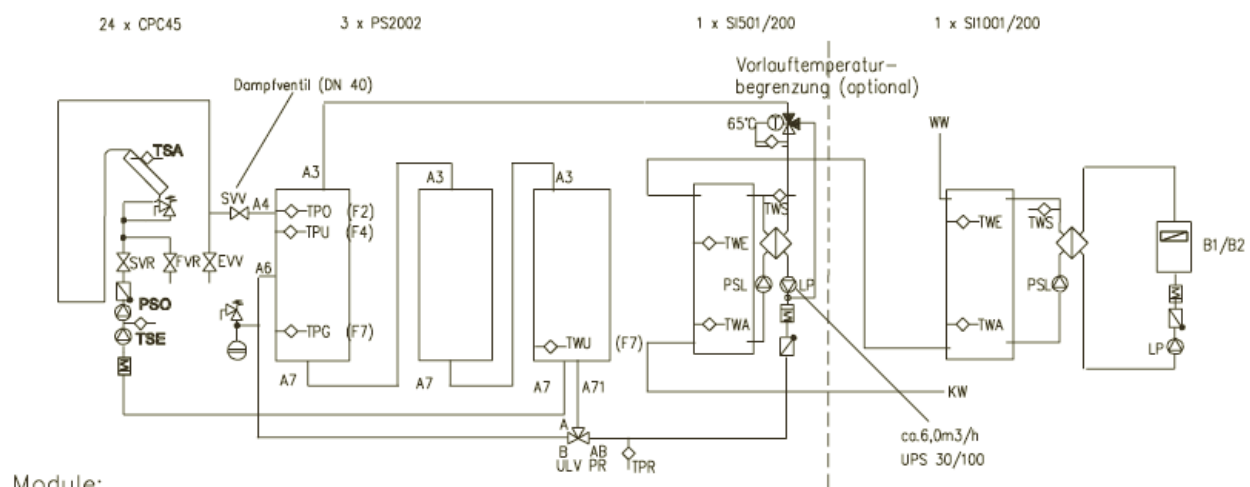 24 x CPC45
3 x PS2002
1 x SI501/200
1 x SI1001/200
Vorlauftemperatur-
begrenzung (optional)
Dampfventil (DN 40)
65°C
WW
TSA
A3
A3
A3
SVV
A4
TPO (F2)
TPU (F4)
TWS
TWE
TWE
TWS
B1/B2
SVR
FVR
EVV
A6
PSL
LP
PSL
PSO
TSE
TPG (F7)
TWU (F7)
TWA
TWA
LP
M
M
M
A7
A7
A7
A71
KW
A
B
AB
ULV PR
TPR
ca.6,0m3/h
UPS 30/100
Module: